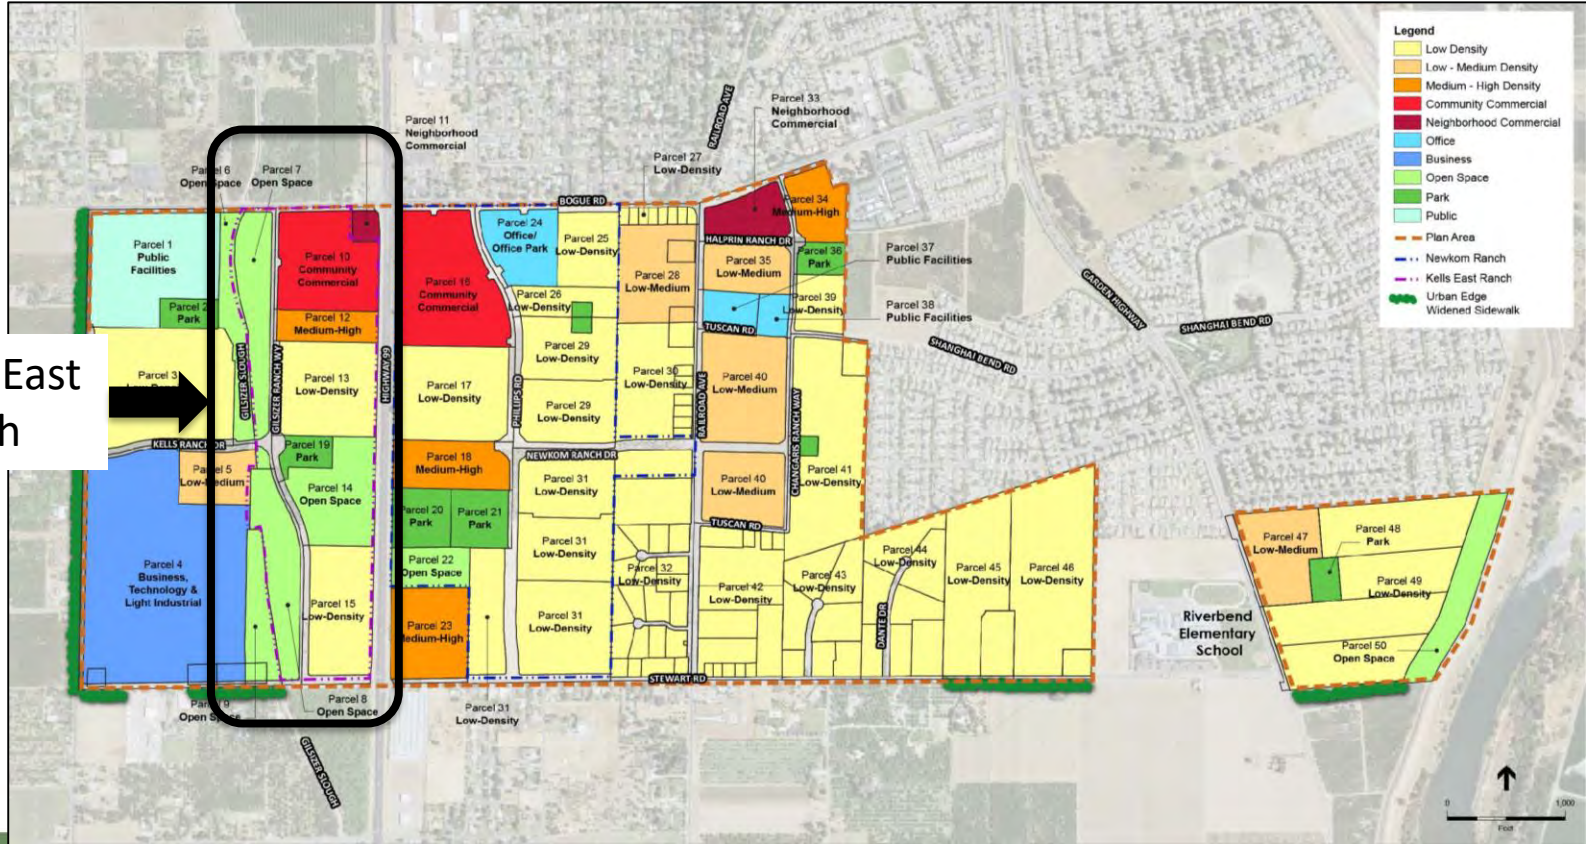 Legend
Low Density
Low - Medium Density
Medium - High Density
Community Commercial
Neighborhood Commercial
Office
Business
Open Space
Park
Public
Plan Area
Newkom Ranch
Kells East Ranch
Urban Edge
Widened Sidewalk
RAILROAD AVE
Parcel 33
Neighborhood
Commercial
Parcel 11
Neighborhood
Commercial
Parcel 27
Low-Density
Parcel 6
Open Space
Parcel 7
Open Space
BOGUE RD
Parcel 34
Medium-High
Parcel 1
Public
Facilities
Parcel 24
Office/
Office Park
Parcel 25
Low-Density
HALPRIN RANCH DR
Parcel 37
Public Facilities
Parcel 10
Community
Commercial
Parcel 16
Community
Commercial
Parcel 28
Low-Medium
Parcel 35
Low-Medium
Parcel 36
Park
GARDEN HIGHWAY
Parcel 2
Park
Parcel 26
Low-Density
Parcel 39
Low-Density
Parcel 38
Public Facilities
Parcel 12
Medium-High
TUSCAN RD
SHANGHAI BEND RD
SHANGHAI BEND RD
East
h
Parcel 3
GILSIZER SLOUGH
GILSIZER RANCH WY
Parcel 13
Low-Density
HIGHWAY 99
Parcel 17
Low-Density
PHILLIPS RD
Parcel 29
Low-Density
Parcel 29
Low-Density
Parcel 30
Low-Density
RAILROAD AVE
Parcel 40
Low-Medium
CHANGARIS RANCH WAY
KELLS RANCH DR
Parcel 19
Park
Parcel 18
Medium-High
NEWKOM RANCH DR
Parcel 5
Low-Medium
Parcel 14
Open Space
Parcel 31
Low-Density
Parcel 40
Low-Medium
Parcel 41
Low-Density
Parcel 20
Park
Parcel 21
Park
TUSCAN RD
Parcel 4
Business,
Technology &
Light Industrial
Parcel 22
Open Space
Parcel 31
Low-Density
Parcel 32
Low-Density
Parcel 42
Low-Density
Parcel 43
Low-Density
Parcel 44
Low-Density
Parcel 45
Low-Density
Parcel 46
Low-Density
Parcel 47
Low-Medium
Parcel 48
Park
Parcel 49
Low-Density
Parcel 15
Low-Density
Parcel 23
Medium-High
Parcel 31
Low-Density
DANTE DR
Riverbend
Elementary
School
Parcel 50
Open Space
STEWART RD
Parcel 9
Open Space
Parcel 8
Open Space
Parcel 31
Low-Density
GILSIZER SLOUGH
0
1,000
Feet